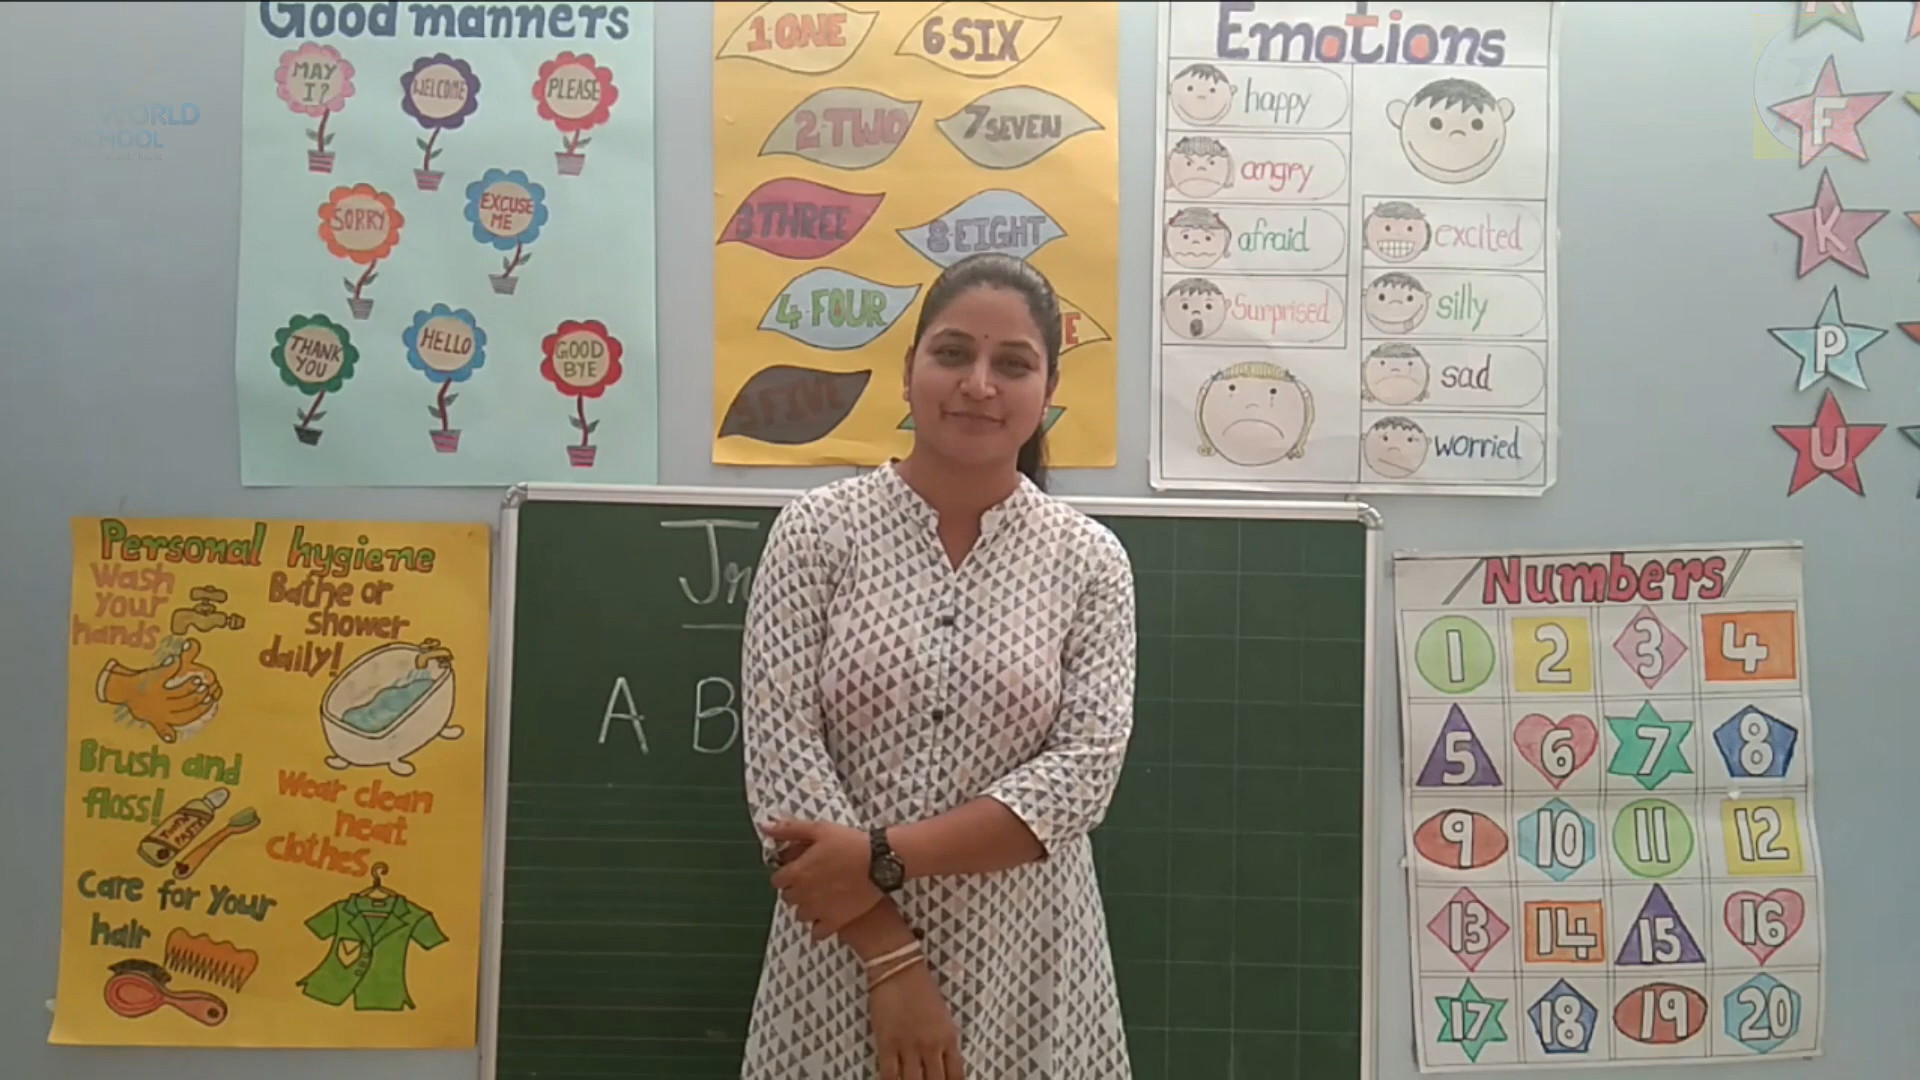 Good manners
MAY
I?
WELCOME
PLEASE
SORRY
EXCUSE
ME
THANK
YOU
HELLO
GOOD
BYE
1 ONE
6 SIX
2 TWO
7 SEVEN
3 THREE
8 EIGHT
4 FOUR
5 FIVE
Emotions
happy
angry
afraid
Surprised
excited
silly
sad
worried
F
K
P
U
WORLD
SCHOOL
Personal hygiene
Wash
your
hands
Bathe or
shower
daily!
Brush and
floss!
TOOTH
PASTE
Wear clean
neat
clothes
Care for your
hair
A B
Numbers
1 2 3 4
5 6 7 8
9 10 11 12
13 14 15 16
17 18 19 20